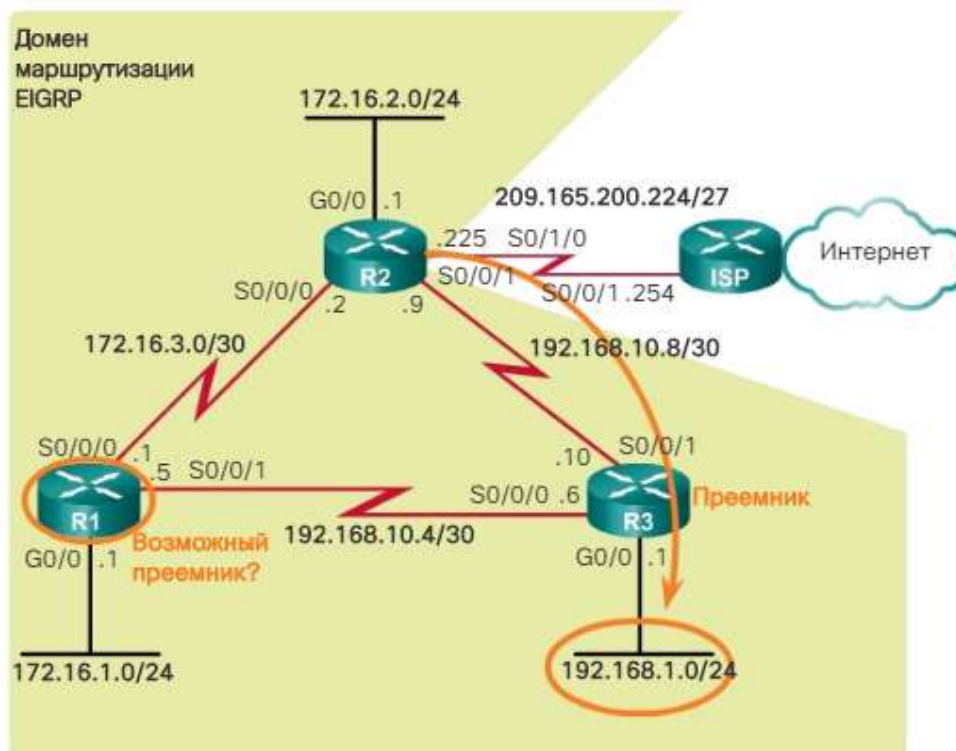 Домен
маршрутизации
EIGRP
172.16.2.0/24
G0/0 .1
209.165.200.224/27
.225 S0/1/0
R2
S0/0/1
ISP
Интернет
S0/0/0 .2 .9
S0/0/1 .254
172.16.3.0/30
192.168.10.8/30
S0/0/0 .1
.5 S0/0/1
.10 S0/0/1
S0/0/0 .6
R1
R3
Преемник
192.168.10.4/30
Возможный
преемник?
G0/0 .1
G0/0 .1
172.16.1.0/24
192.168.1.0/24